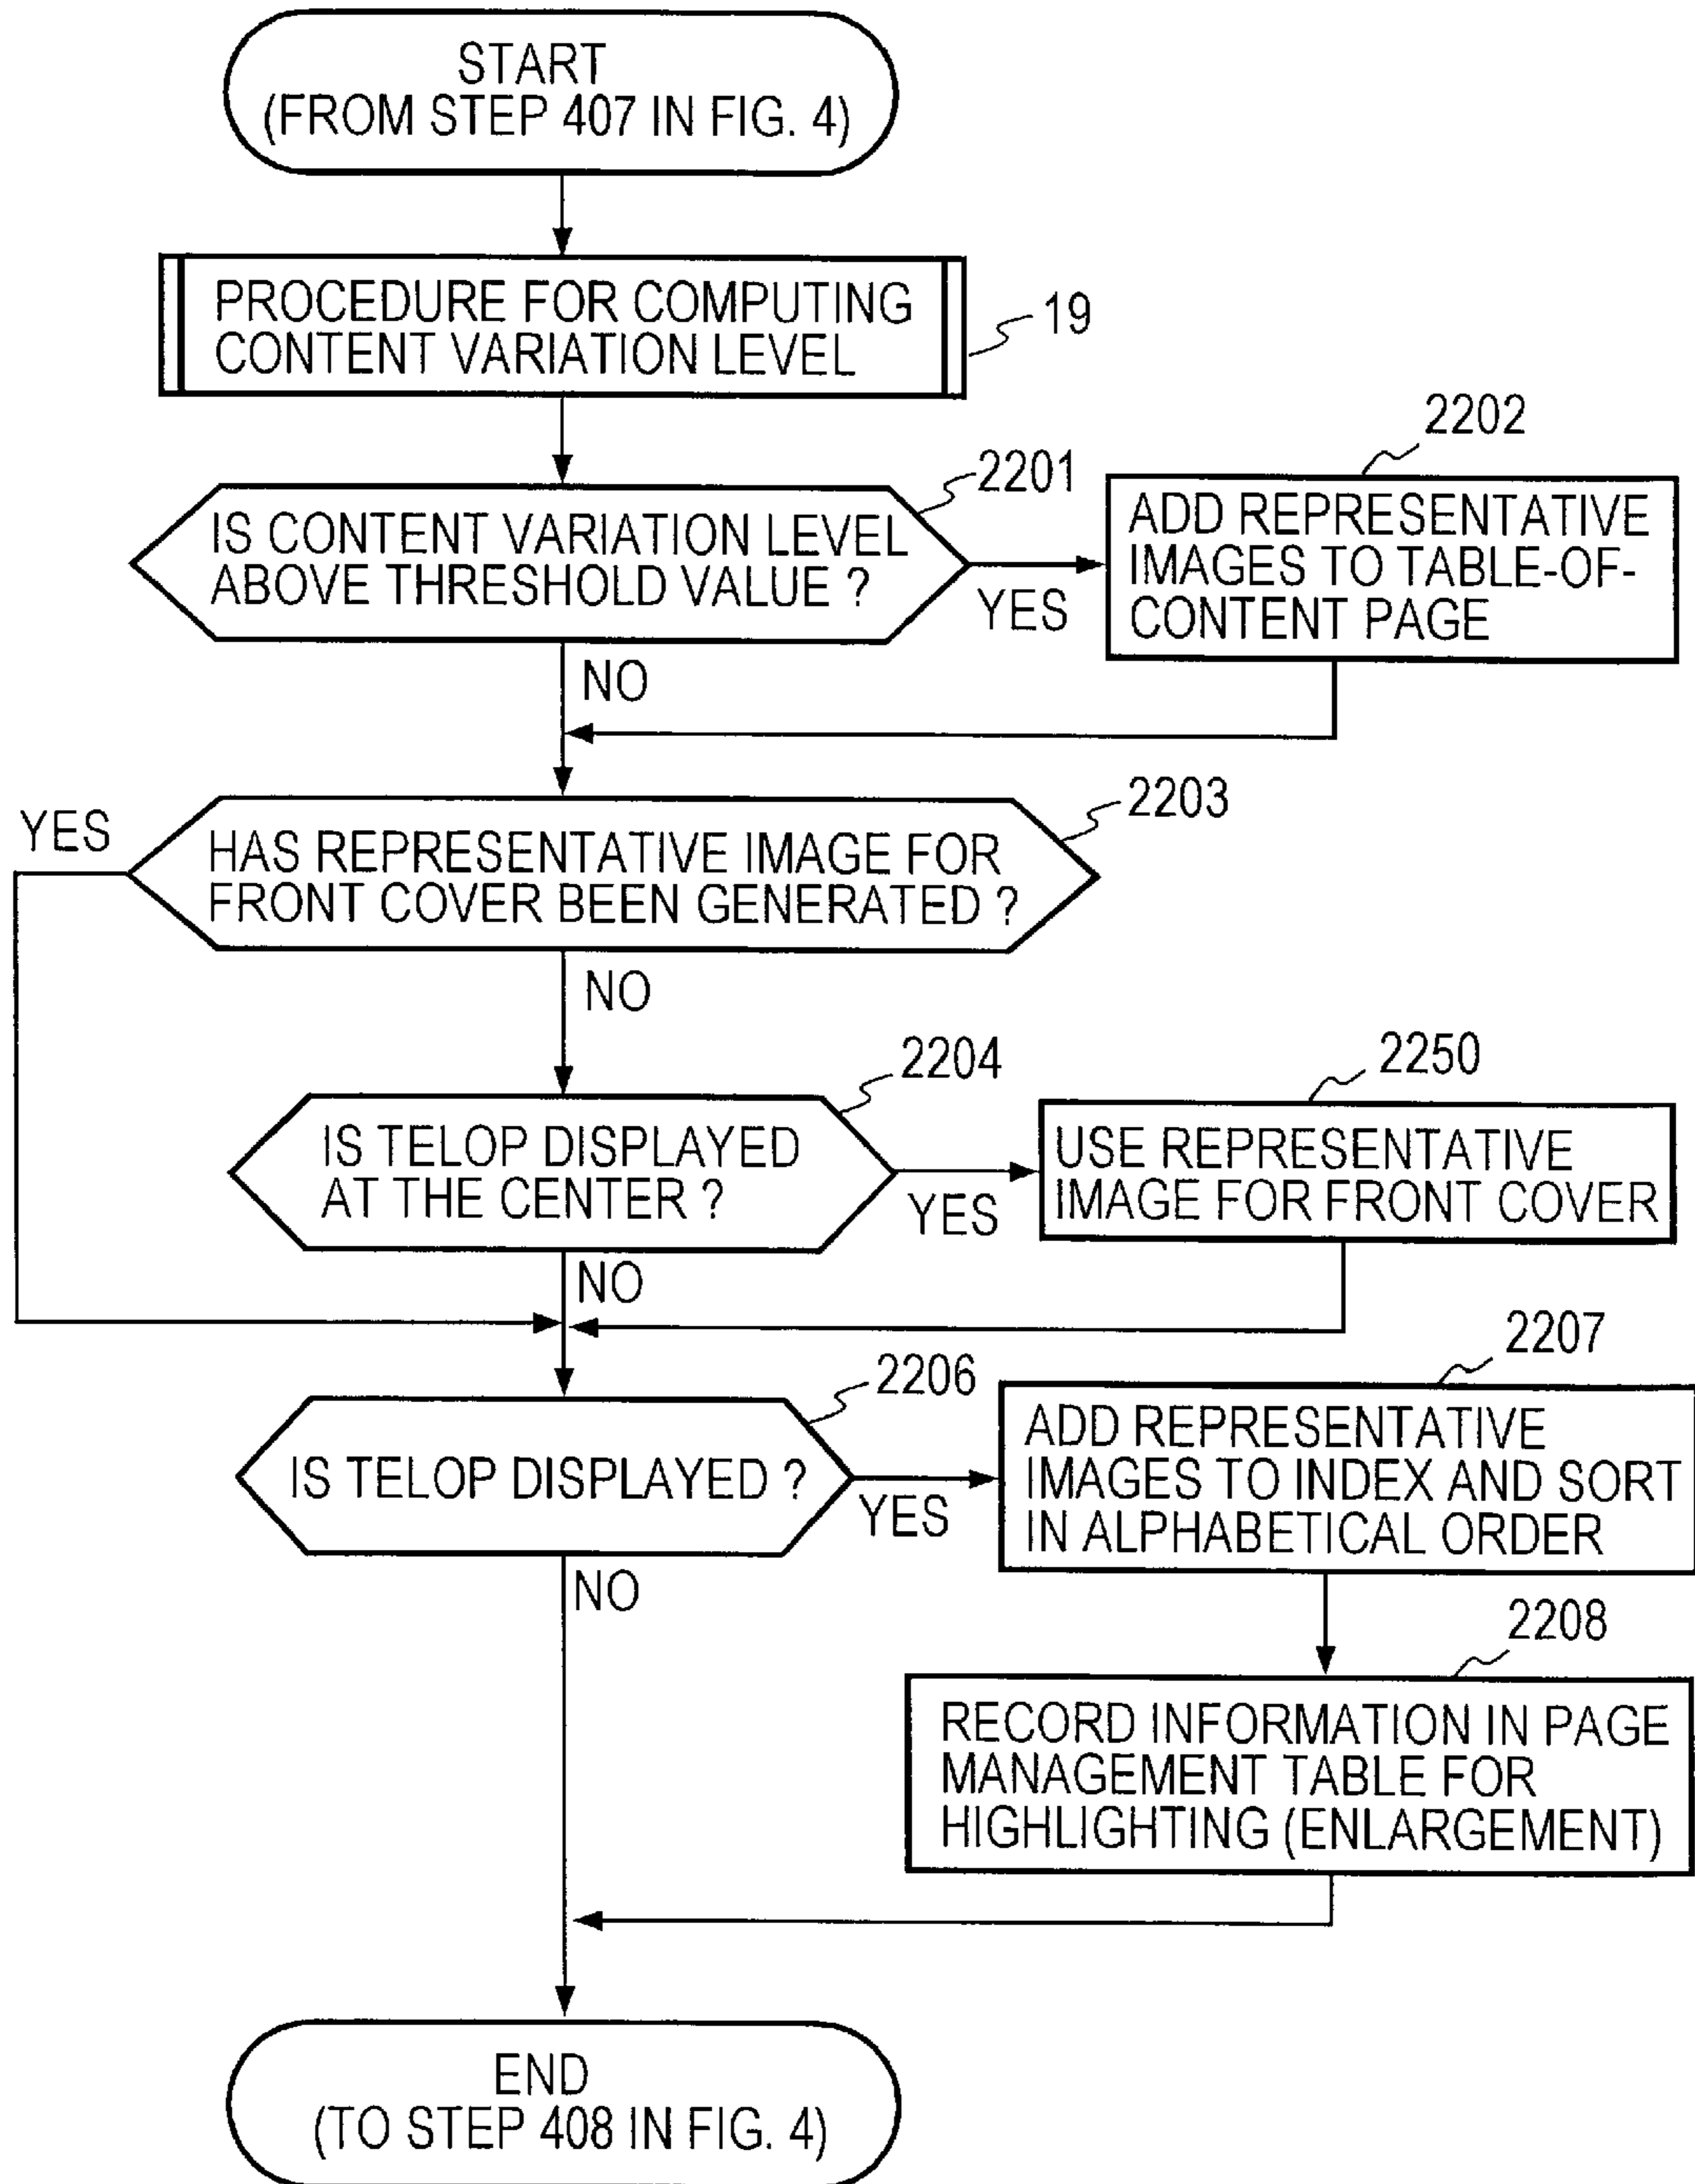 START
(FROM STEP 407 IN FIG. 4)
PROCEDURE FOR COMPUTING
CONTENT VARIATION LEVEL
19
2201
IS CONTENT VARIATION LEVEL
ABOVE THRESHOLD VALUE ?
YES
NO
2202
ADD REPRESENTATIVE
IMAGES TO TABLE-OF-
CONTENT PAGE
2203
YES
HAS REPRESENTATIVE IMAGE FOR
FRONT COVER BEEN GENERATED ?
NO
2204
IS TELOP DISPLAYED
AT THE CENTER ?
YES
NO
2250
USE REPRESENTATIVE
IMAGE FOR FRONT COVER
2206
IS TELOP DISPLAYED ?
YES
NO
2207
ADD REPRESENTATIVE
IMAGES TO INDEX AND SORT
IN ALPHABETICAL ORDER
2208
RECORD INFORMATION IN PAGE
MANAGEMENT TABLE FOR
HIGHLIGHTING (ENLARGEMENT)
END
(TO STEP 408 IN FIG. 4)